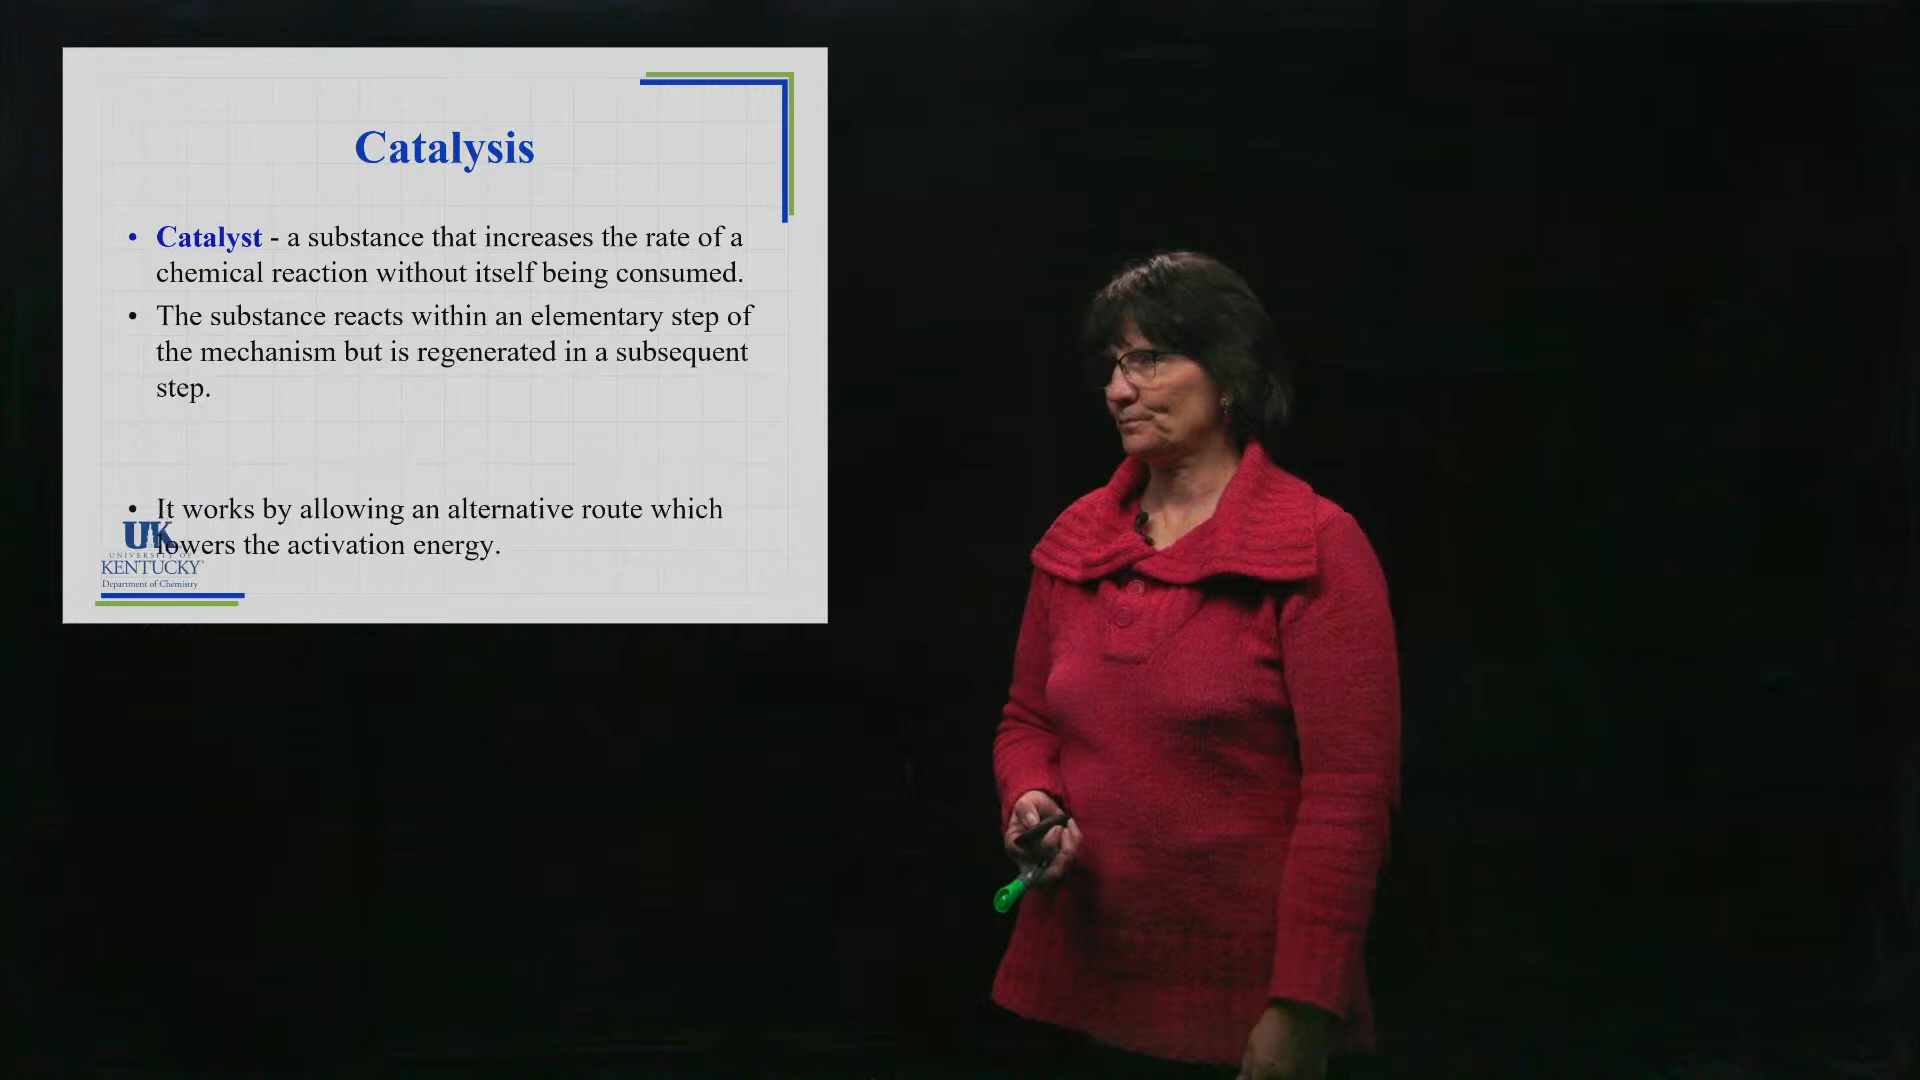 Catalysis
• Catalyst - a substance that increases the rate of a
chemical reaction without itself being consumed.
• The substance reacts within an elementary step of
the mechanism but is regenerated in a subsequent
step.
• It works by allowing an alternative route which
lowers the activation energy.
UK
UNIVERSITY OF
KENTUCKY
Department of Chemistry